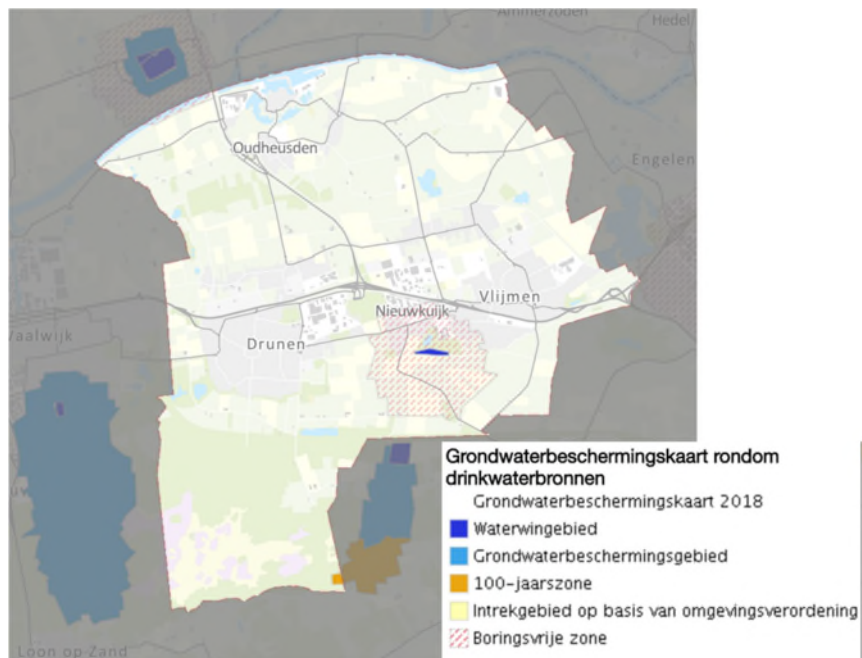 Ammerzoden
Hedel
Oudheusden
Engelen
Vlijmen
Nieuwkuijk
Waalwijk
Drunen
Grondwaterbeschermingskaart rondom
drinkwaterbronnen
Grondwaterbeschermingskaart 2018
Waterwingebied
Grondwaterbeschermingsgebied
100-jaarszone
Intrekgebied op basis van omgevingsverordening
Boringsvrije zone
Loon op Zand